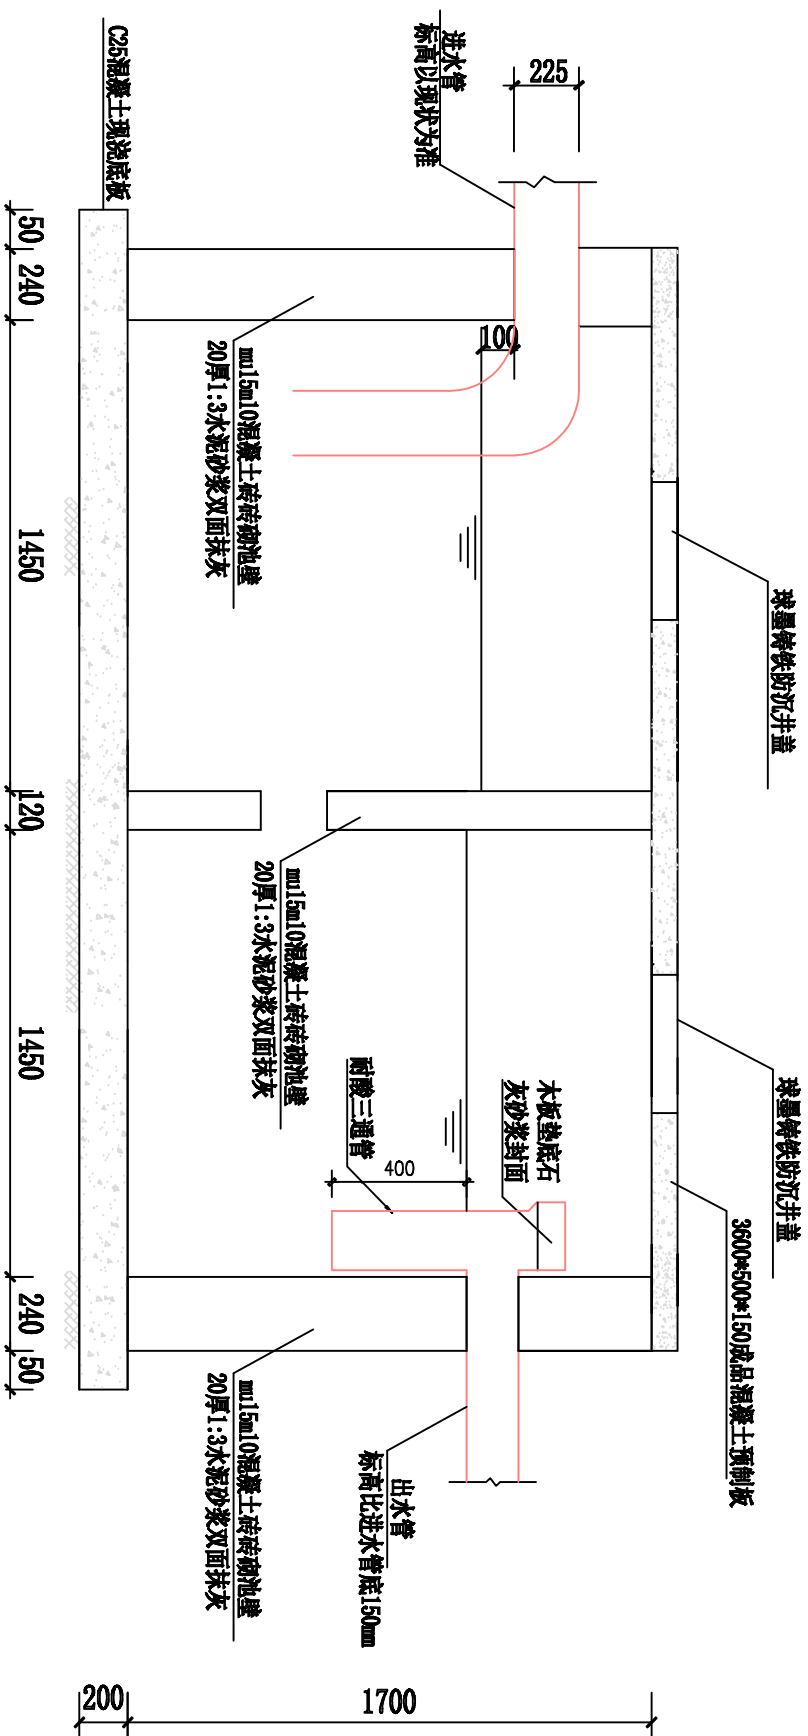 球墨铸铁防沉井盖
球墨铸铁防沉井盖
3600*500*150成品混凝土预制板
225
进水管
标高以现状为准
100
木板垫底石
灰砂浆封面
400
耐酸三通管
出水管
标高比进水管底150mm
mu15m10混凝土砖砖砌池壁
20厚1:3水泥砂浆双面抹灰
mu15m10混凝土砖砖砌池壁
20厚1:3水泥砂浆双面抹灰
mu15m10混凝土砖砖砌池壁
20厚1:3水泥砂浆双面抹灰
C25混凝土现浇底板
1700
200
50
240
1450
120
1450
240
50